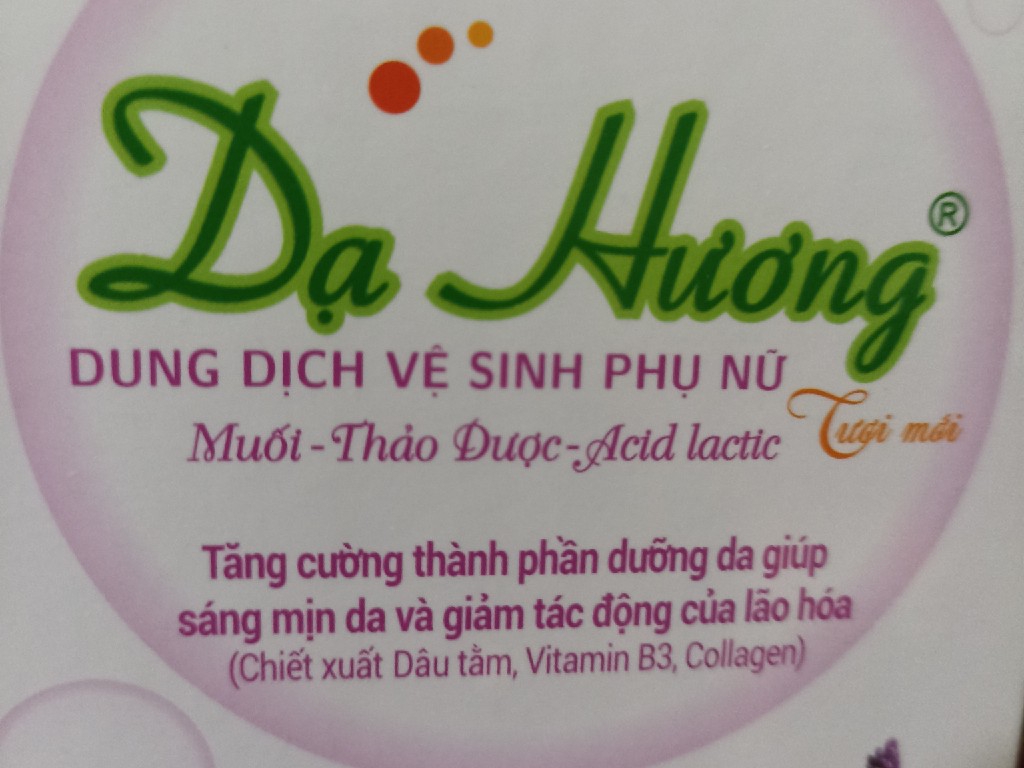 Dạ Hương®
DUNG DỊCH VỆ SINH PHỤ NỮ
Tươi mới
Muối - Thảo Dược - Acid lactic
Tăng cường thành phần dưỡng da giúp
sáng mịn da và giảm tác động của lão hóa
(Chiết xuất Dâu tằm, Vitamin B3, Collagen)